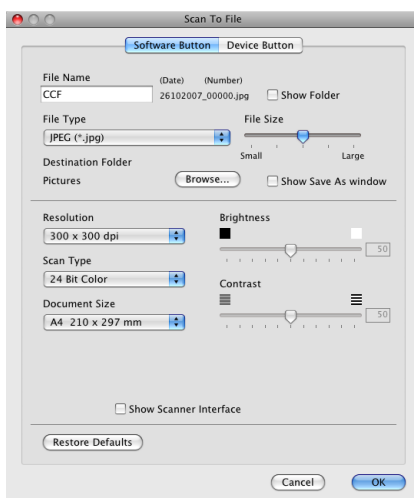 Scan To File
Software Button Device Button
File Name (Date) (Number)
CCF 26102007_00000.jpg Show Folder
File Type File Size
JPEG (*.jpg)
Small Large
Destination Folder
Pictures Browse... Show Save As window
Resolution Brightness
300 x 300 dpi
50
Scan Type
24 Bit Color
Contrast
Document Size
A4 210 x 297 mm 50
Show Scanner Interface
Restore Defaults
Cancel OK